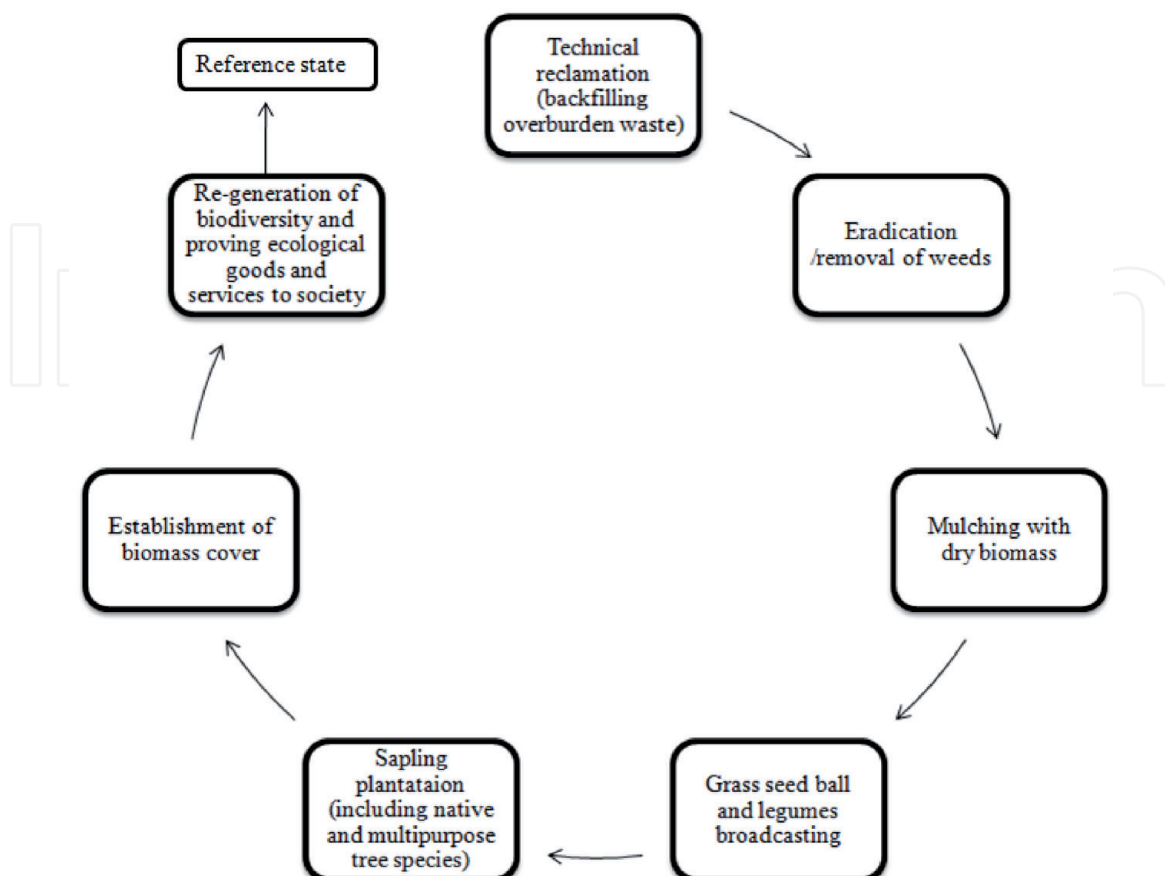 Reference state
Technical
reclamation
(backfilling
overburden waste)
Eradication
/removal of weeds
Mulching with
dry biomass
Grass seed ball
and legumes
broadcasting
Sapling
plantataion
(including native
and multipurpose
tree species)
Establishment of
biomass cover
Re-generation of
biodiversity and
proving ecological
goods and
services to society